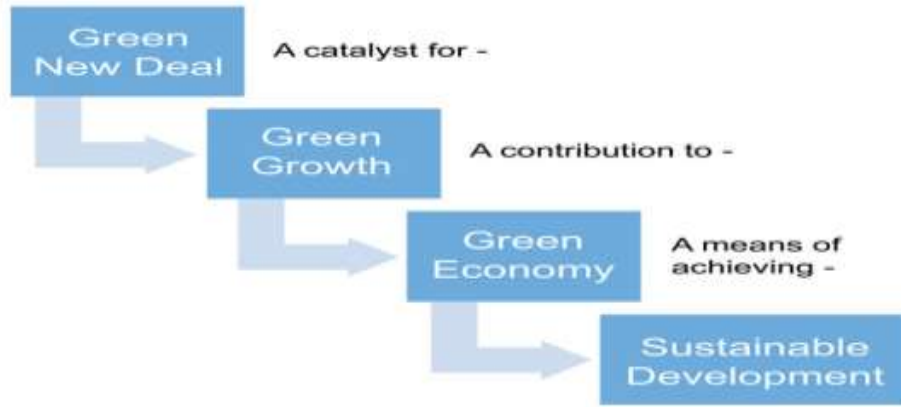 Green
New Deal
A catalyst for -
Green
Growth
A contribution to -
Green
Economy
A means of
achieving -
Sustainable
Development